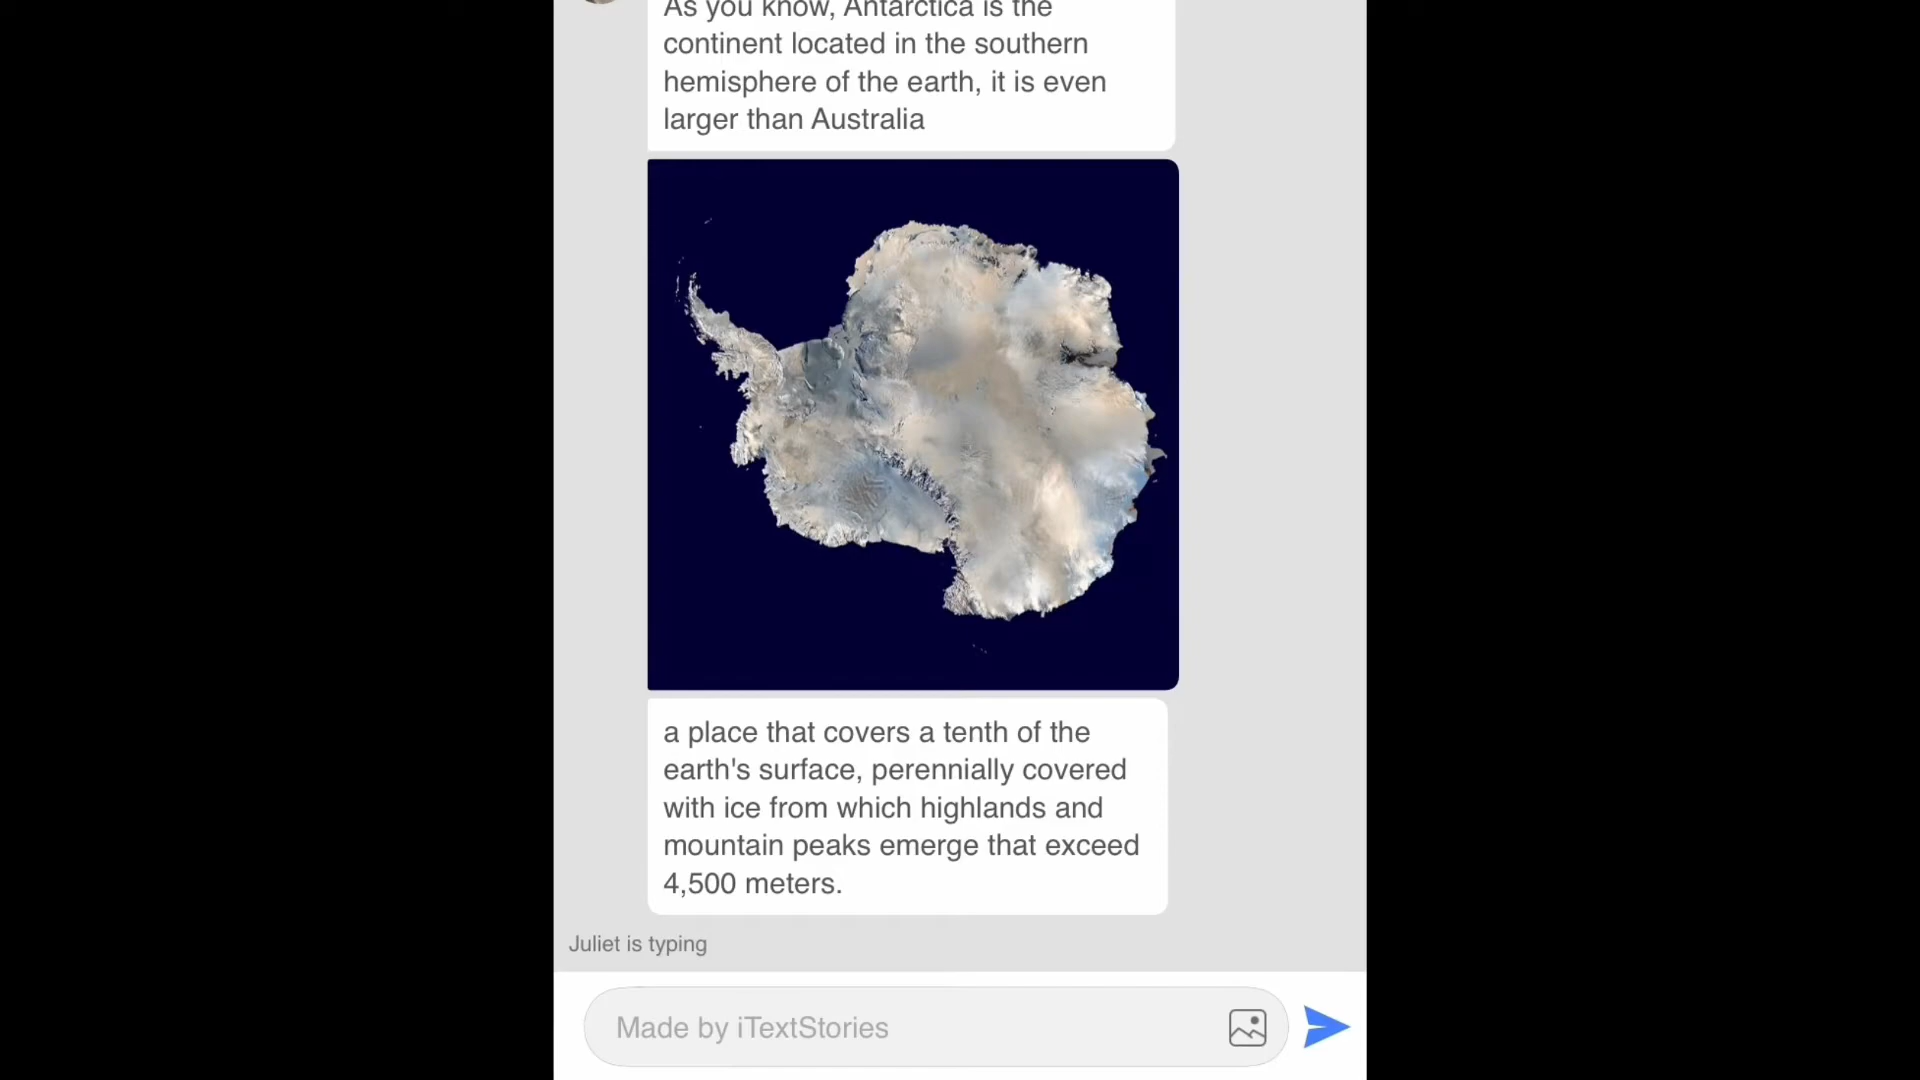 As you know, Antarctica is the
continent located in the southern
hemisphere of the earth, it is even
larger than Australia
a place that covers a tenth of the
earth's surface, perennially covered
with ice from which highlands and
mountain peaks emerge that exceed
4,500 meters.
Juliet is typing
Made by iTextStories